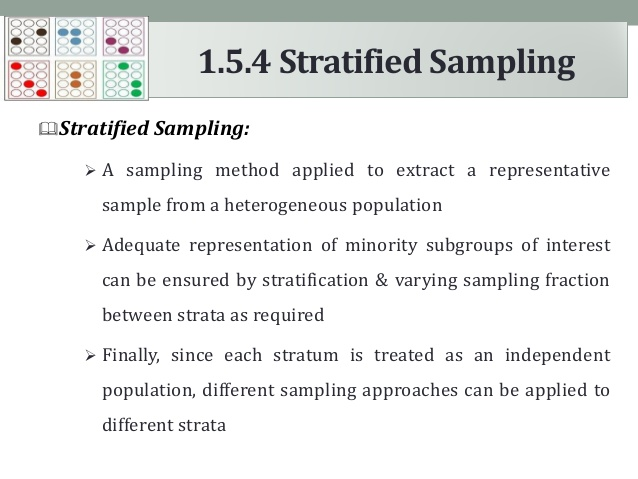 1.5.4 Stratified Sampling
Stratified Sampling:
A sampling method applied to extract a representative
sample from a heterogeneous population
Adequate representation of minority subgroups of interest
can be ensured by stratification & varying sampling fraction
between strata as required
Finally, since each stratum is treated as an independent
population, different sampling approaches can be applied to
different strata